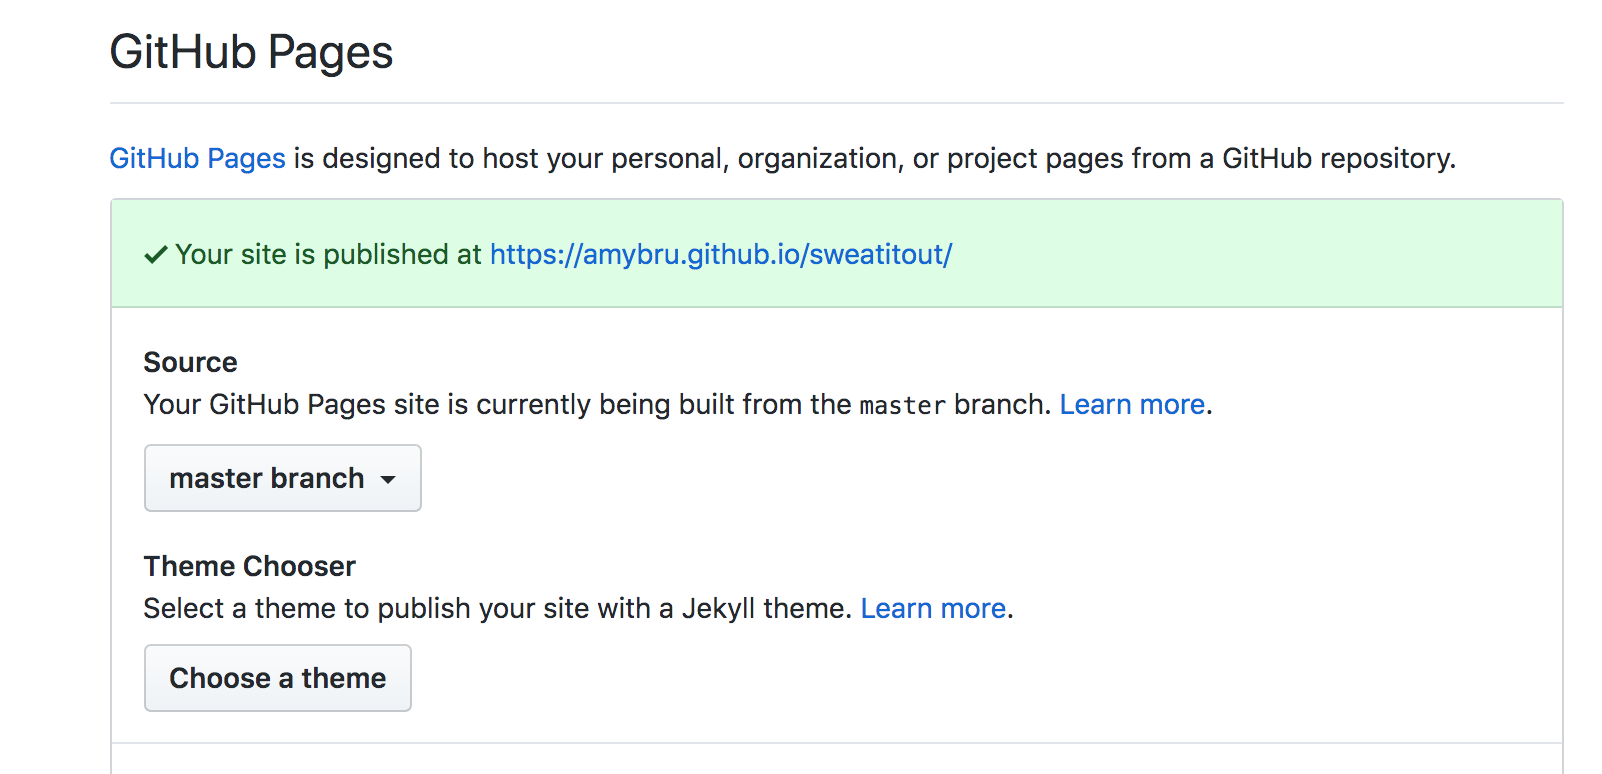 GitHub Pages
GitHub Pages is designed to host your personal, organization, or project pages from a GitHub repository.
Your site is published at https://amybru.github.io/sweatitout/
Source
Your GitHub Pages site is currently being built from the master branch. Learn more.
master branch
Theme Chooser
Select a theme to publish your site with a Jekyll theme. Learn more.
Choose a theme